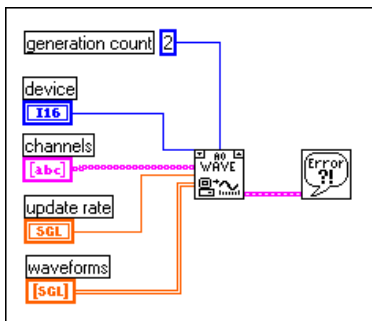 generation count 2
device
I16
channels
[abc]
AO
WAVE
Error
?!
update rate
SGL
waveforms
[SGL]